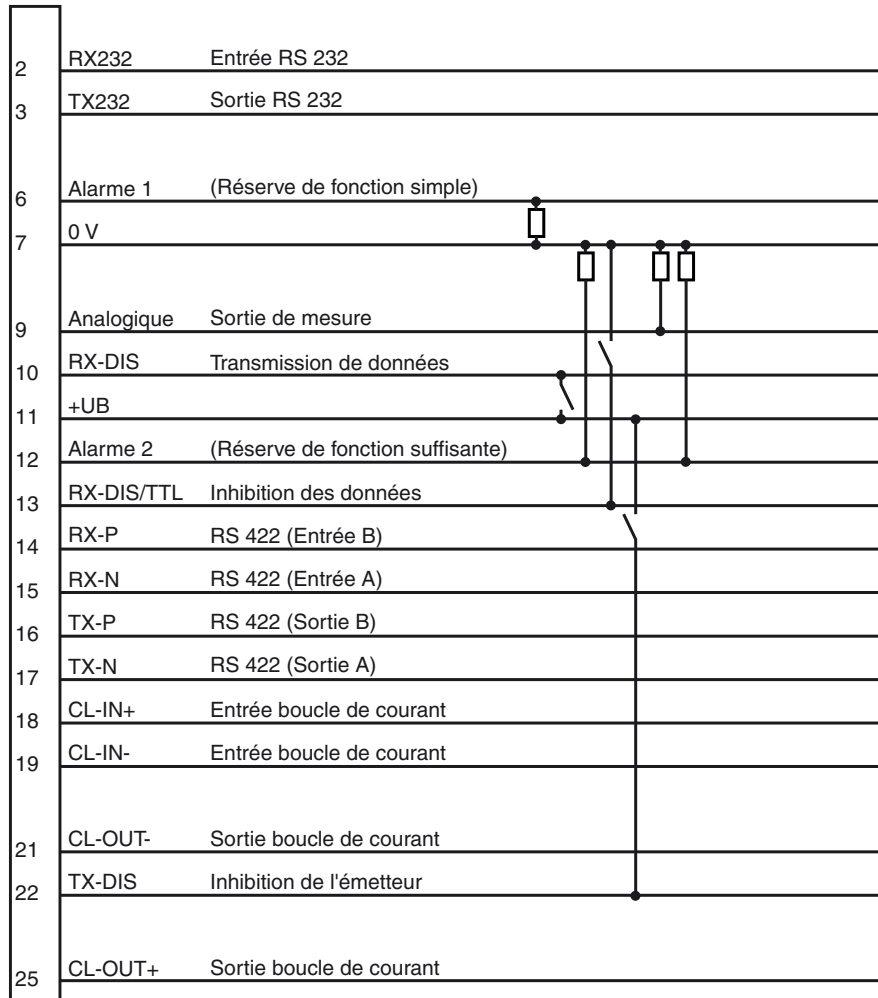 2 RX232 Entrée RS 232
3 TX232 Sortie RS 232
6 Alarme 1 (Réserve de fonction simple)
7 0 V
9 Analogique Sortie de mesure
10 RX-DIS Transmission de données
11 +UB
12 Alarme 2 (Réserve de fonction suffisante)
13 RX-DIS/TTL Inhibition des données
14 RX-P RS 422 (Entrée B)
15 RX-N RS 422 (Entrée A)
16 TX-P RS 422 (Sortie B)
17 TX-N RS 422 (Sortie A)
18 CL-IN+ Entrée boucle de courant
19 CL-IN- Entrée boucle de courant
21 CL-OUT- Sortie boucle de courant
22 TX-DIS Inhibition de l'émetteur
25 CL-OUT+ Sortie boucle de courant